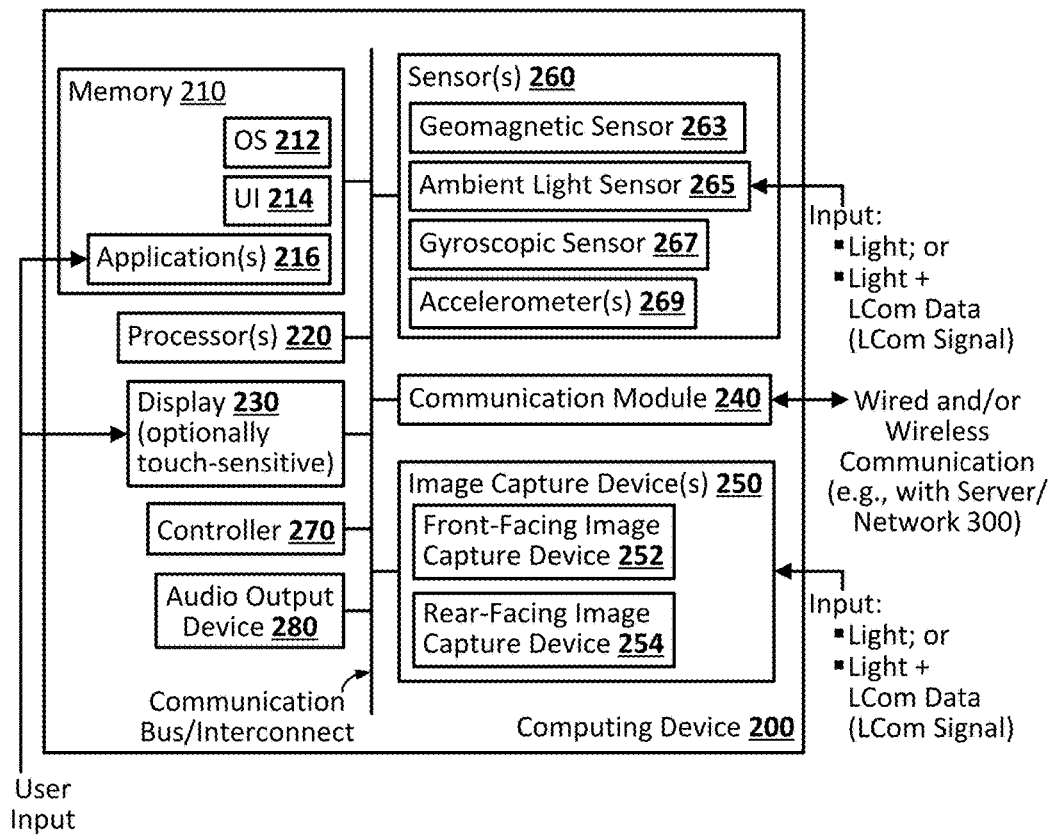 Memory 210
OS 212
UI 214
Application(s) 216
Processor(s) 220
Display 230
(optionally
touch-sensitive)
Controller 270
Audio Output
Device 280
Communication
Bus/Interconnect
Sensor(s) 260
Geomagnetic Sensor 263
Ambient Light Sensor 265
Gyroscopic Sensor 267
Accelerometer(s) 269
Communication Module 240
Image Capture Device(s) 250
Front-Facing Image
Capture Device 252
Rear-Facing Image
Capture Device 254
Computing Device 200
Input:
▪Light; or
▪Light +
LCom Data
(LCom Signal)
Wired and/or
Wireless
Communication
(e.g., with Server/
Network 300)
Input:
▪Light; or
▪Light +
LCom Data
(LCom Signal)
User
Input